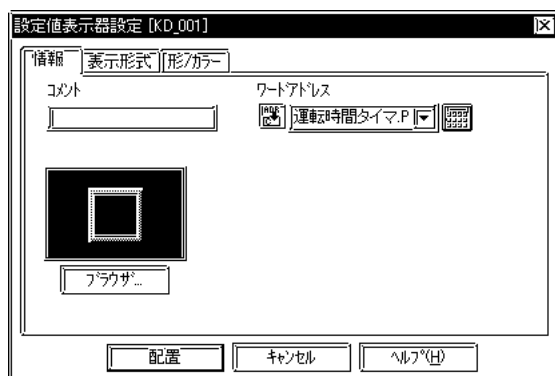 設定値表示器設定 [KD_001]
情報 表示形式 形/カラー
コメント ワードアドレス
運転時間タイマ.P
ブラウザ...
配置 キャンセル ヘルプ(H)